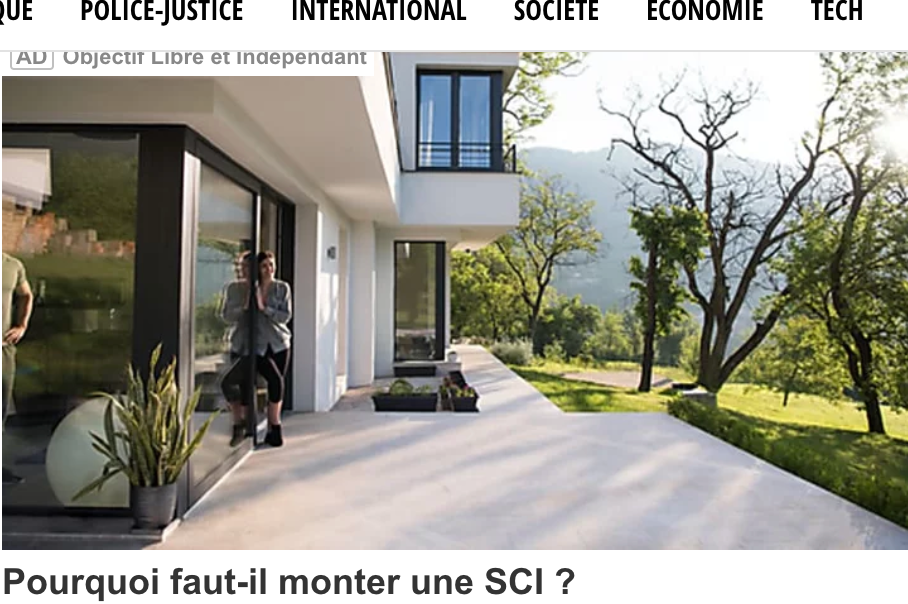 QUE POLICE-JUSTICE INTERNATIONAL SOCIÉTÉ ÉCONOMIE TECH
AD Objectif Libre et Indépendant
Pourquoi faut-il monter une SCI ?